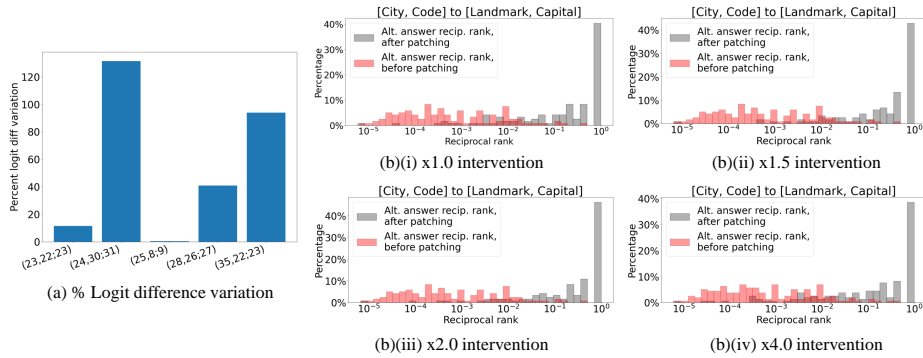 Percent logit diff variation
120
100
80
60
40
20
0
(23,22;23)
(24,30;31)
(25,8;9)
(28,26;27)
(35,22;23)
(a) % Logit difference variation
[City, Code] to [Landmark, Capital]
Alt. answer recip. rank,
after patching
Alt. answer recip. rank,
before patching
Percentage
40%
30%
20%
10%
0%
10⁻⁵ 10⁻⁴ 10⁻³ 10⁻² 10⁻¹ 10⁰
Reciprocal rank
(b)(i) x1.0 intervention
[City, Code] to [Landmark, Capital]
Alt. answer recip. rank,
after patching
Alt. answer recip. rank,
before patching
Percentage
40%
30%
20%
10%
0%
10⁻⁵ 10⁻⁴ 10⁻³ 10⁻² 10⁻¹ 10⁰
Reciprocal rank
(b)(ii) x1.5 intervention
[City, Code] to [Landmark, Capital]
Alt. answer recip. rank,
after patching
Alt. answer recip. rank,
before patching
Percentage
40%
30%
20%
10%
0%
10⁻⁵ 10⁻⁴ 10⁻³ 10⁻² 10⁻¹ 10⁰
Reciprocal rank
(b)(iii) x2.0 intervention
[City, Code] to [Landmark, Capital]
Alt. answer recip. rank,
after patching
Alt. answer recip. rank,
before patching
Percentage
40%
30%
20%
10%
0%
10⁻⁵ 10⁻⁴ 10⁻³ 10⁻² 10⁻¹ 10⁰
Reciprocal rank
(b)(iv) x4.0 intervention